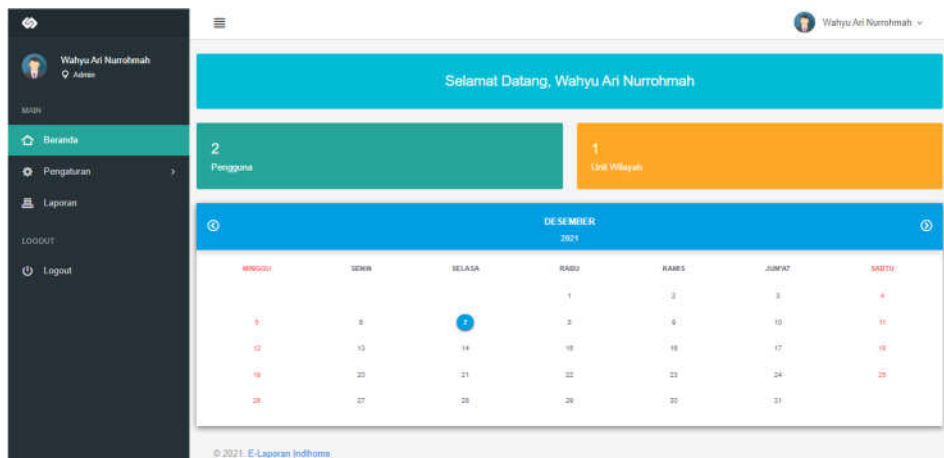 Wahyu Ari Nurrohmah
Wahyu Ari Nurrohmah
Admin
MAIN
Beranda
Pengaturan
Laporan
LOGOUT
Logout
Selamat Datang, Wahyu Ari Nurrohmah
2
Pengguna
1
Unit Wilayah
DESEMBER
2021
MINGGU SENIN SELASA RABU KAMIS JUM'AT SABTU
1 2 3 4
5 6 7 8 9 10 11
12 13 14 15 16 17 18
19 20 21 22 23 24 25
26 27 28 29 30 31
© 2021. E-Laporan Indihome